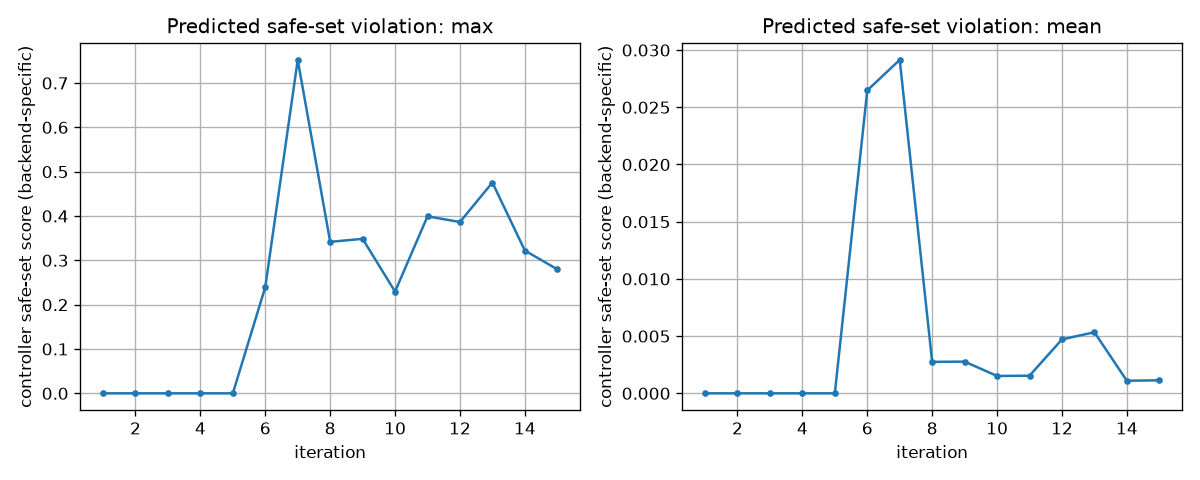 Predicted safe-set violation: max
controller safe-set score (backend-specific)
0.7
0.6
0.5
0.4
0.3
0.2
0.1
0.0
2 4 6 8 10 12 14
iteration
Predicted safe-set violation: mean
controller safe-set score (backend-specific)
0.030
0.025
0.020
0.015
0.010
0.005
0.000
2 4 6 8 10 12 14
iteration